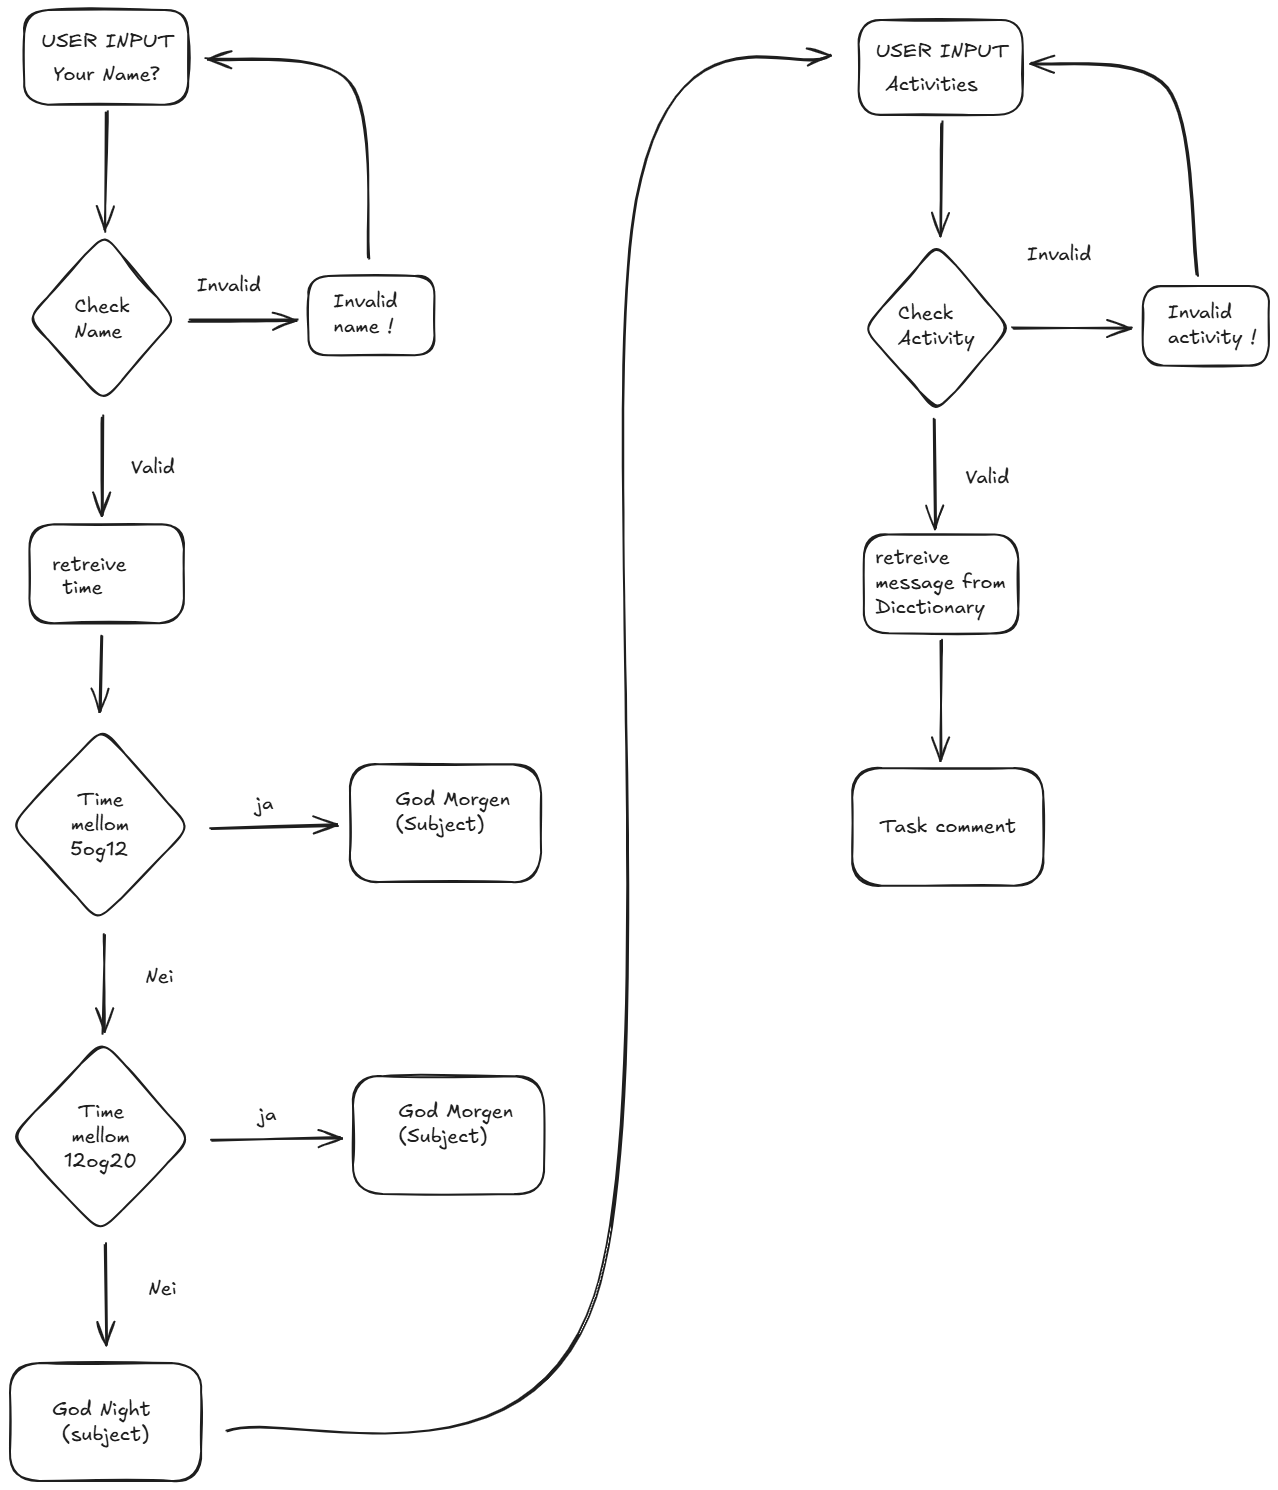 USER INPUT
Your Name?
Check
Name
Invalid
Invalid
name !
Valid
retreive
time
Time
mellom
5og12
ja
God Morgen
(Subject)
Nei
Time
mellom
12og20
ja
God Morgen
(Subject)
Nei
God Night
(subject)
USER INPUT
Activities
Check
Activity
Invalid
Invalid
activity !
Valid
retreive
message from
Dicctionary
Task comment